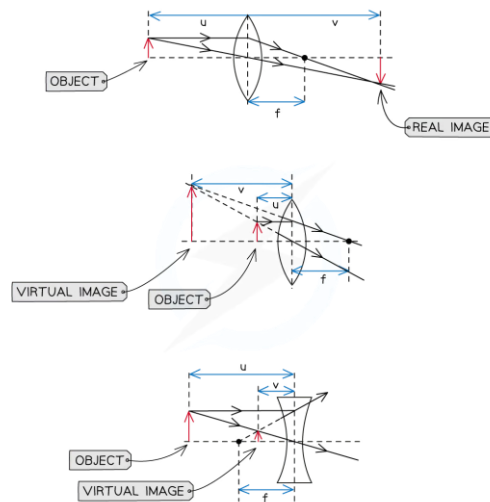 u v
OBJECT
f
REAL IMAGE
v
u
VIRTUAL IMAGE
OBJECT
f
u
v
OBJECT
VIRTUAL IMAGE
f